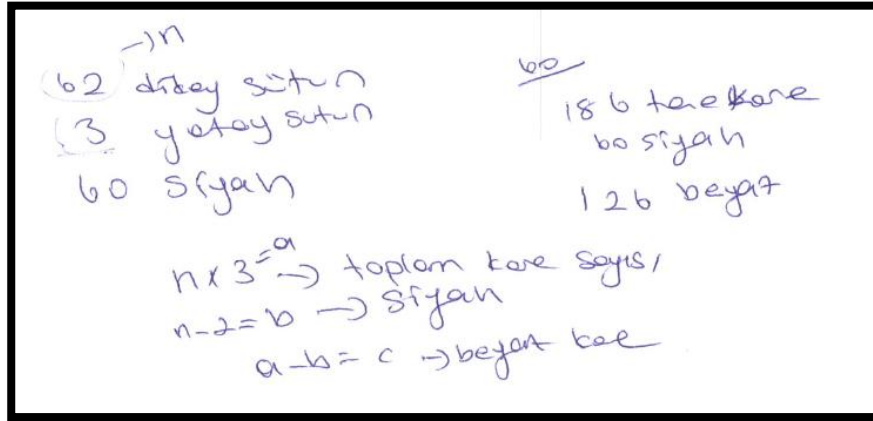 →n
62 dikey sütun
3 yatay sutun
60 siyah
60
186 tane kare
60 siyah
126 beyaz
n x 3 = a → toplam kare sayısı
n-2 = b → siyah
a-b = c → beyaz kare